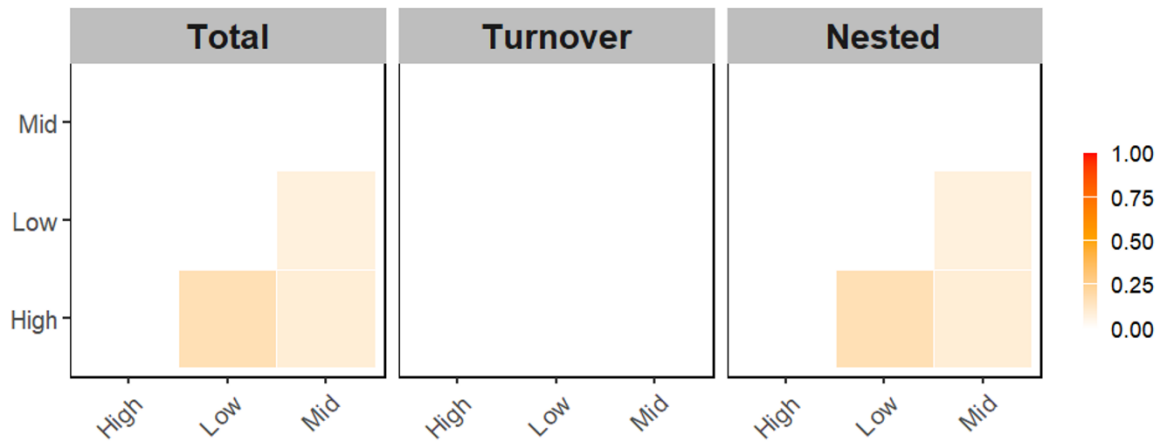 Total Turnover Nested
Mid
Low
High
High Low Mid High Low Mid High Low Mid
1.00
0.75
0.50
0.25
0.00